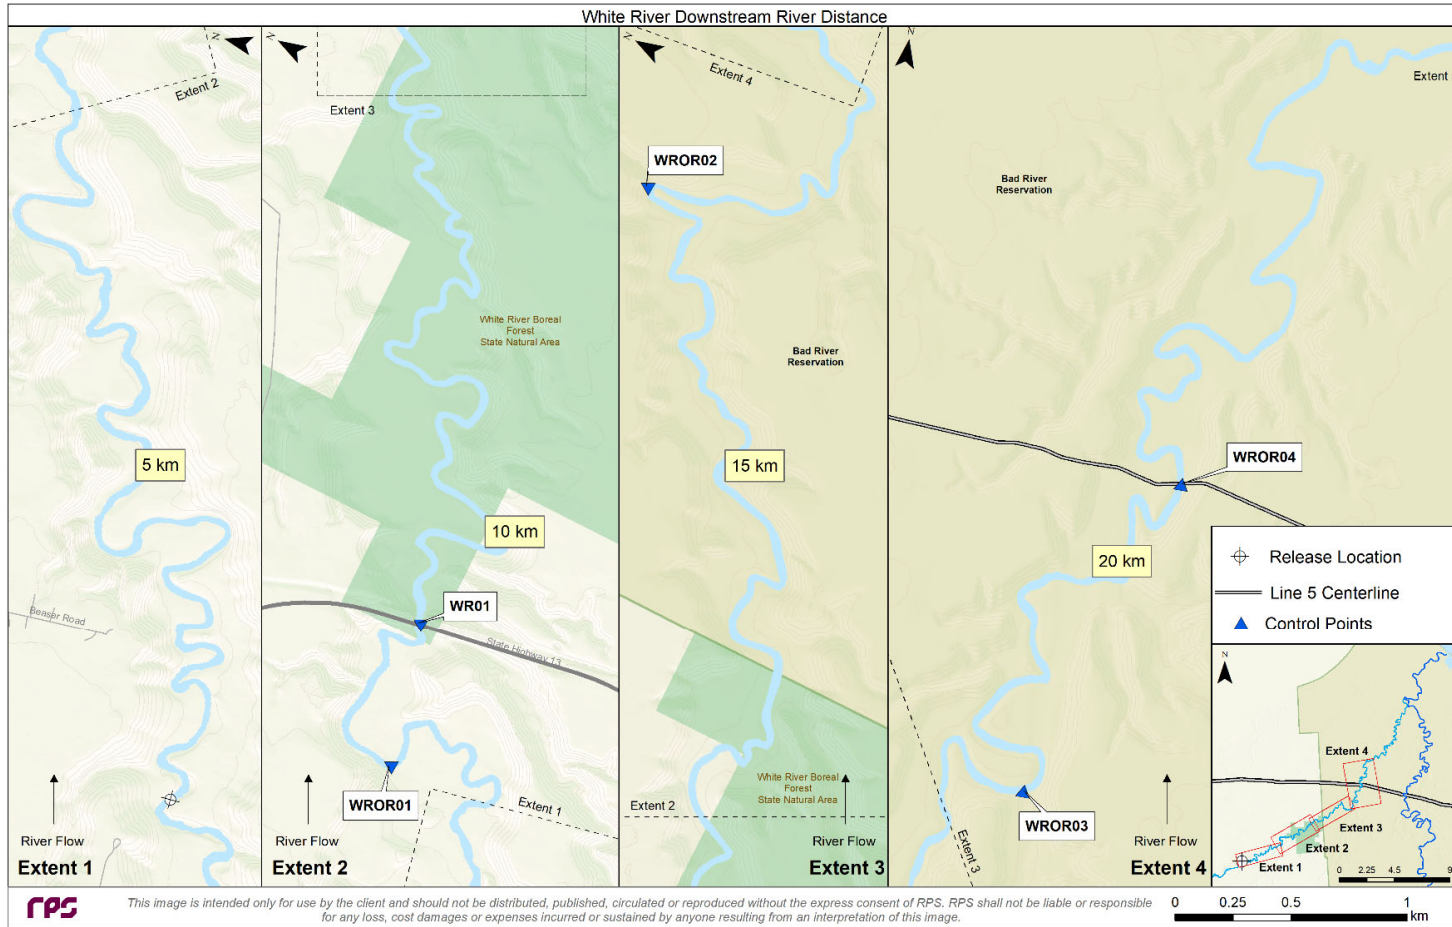 White River Downstream River Distance
N
Extent 2
5 km
Beaser Road
River Flow
Extent 1
N
Extent 3
White River Boreal
Forest
State Natural Area
10 km
WR01
State Highway 13
WROR01
Extent 1
River Flow
Extent 2
N
Extent 4
WROR02
Bad River
Reservation
15 km
White River Boreal
Forest
State Natural Area
Extent 2
River Flow
Extent 3
N
Extent
Bad River
Reservation
WROR04
20 km
WROR03
Extent 3
River Flow
Extent 4
Release Location
Line 5 Centerline
Control Points
N
Extent 4
Extent 3
Extent 2
Extent 1
0 2.25 4.5 9
rps
This image is intended only for use by the client and should not be distributed, published, circulated or reproduced without the express consent of RPS. RPS shall not be liable or responsible
for any loss, cost damages or expenses incurred or sustained by anyone resulting from an interpretation of this image.
0 0.25 0.5 1
km